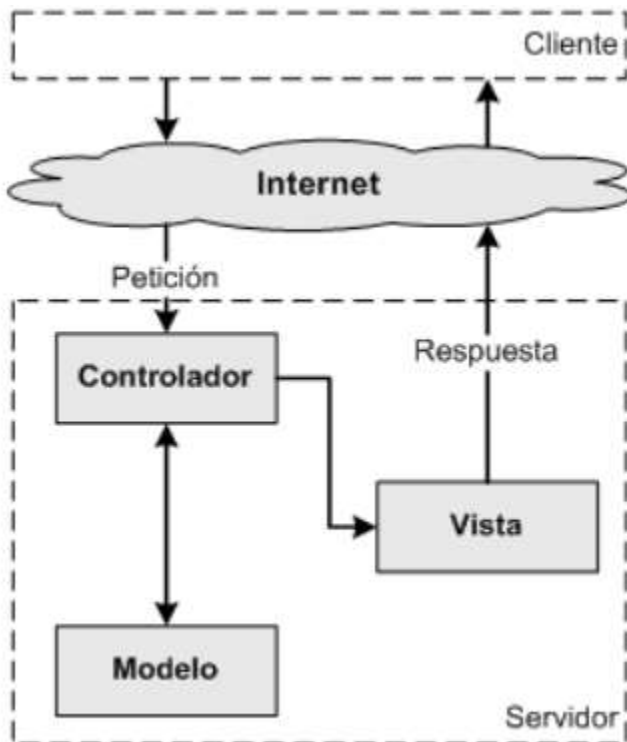 Cliente
Internet
Petición
Controlador
Respuesta
Vista
Modelo
Servidor